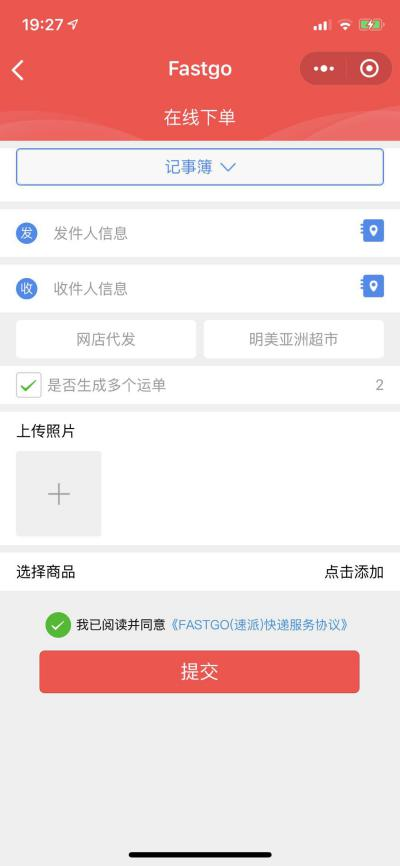 19:27
Fastgo
在线下单
记事簿
发 发件人信息
收 收件人信息
网店代发 明美亚洲超市
是否生成多个运单 2
上传照片
选择商品 点击添加
我已阅读并同意《FASTGO(速派)快递服务协议》
提交